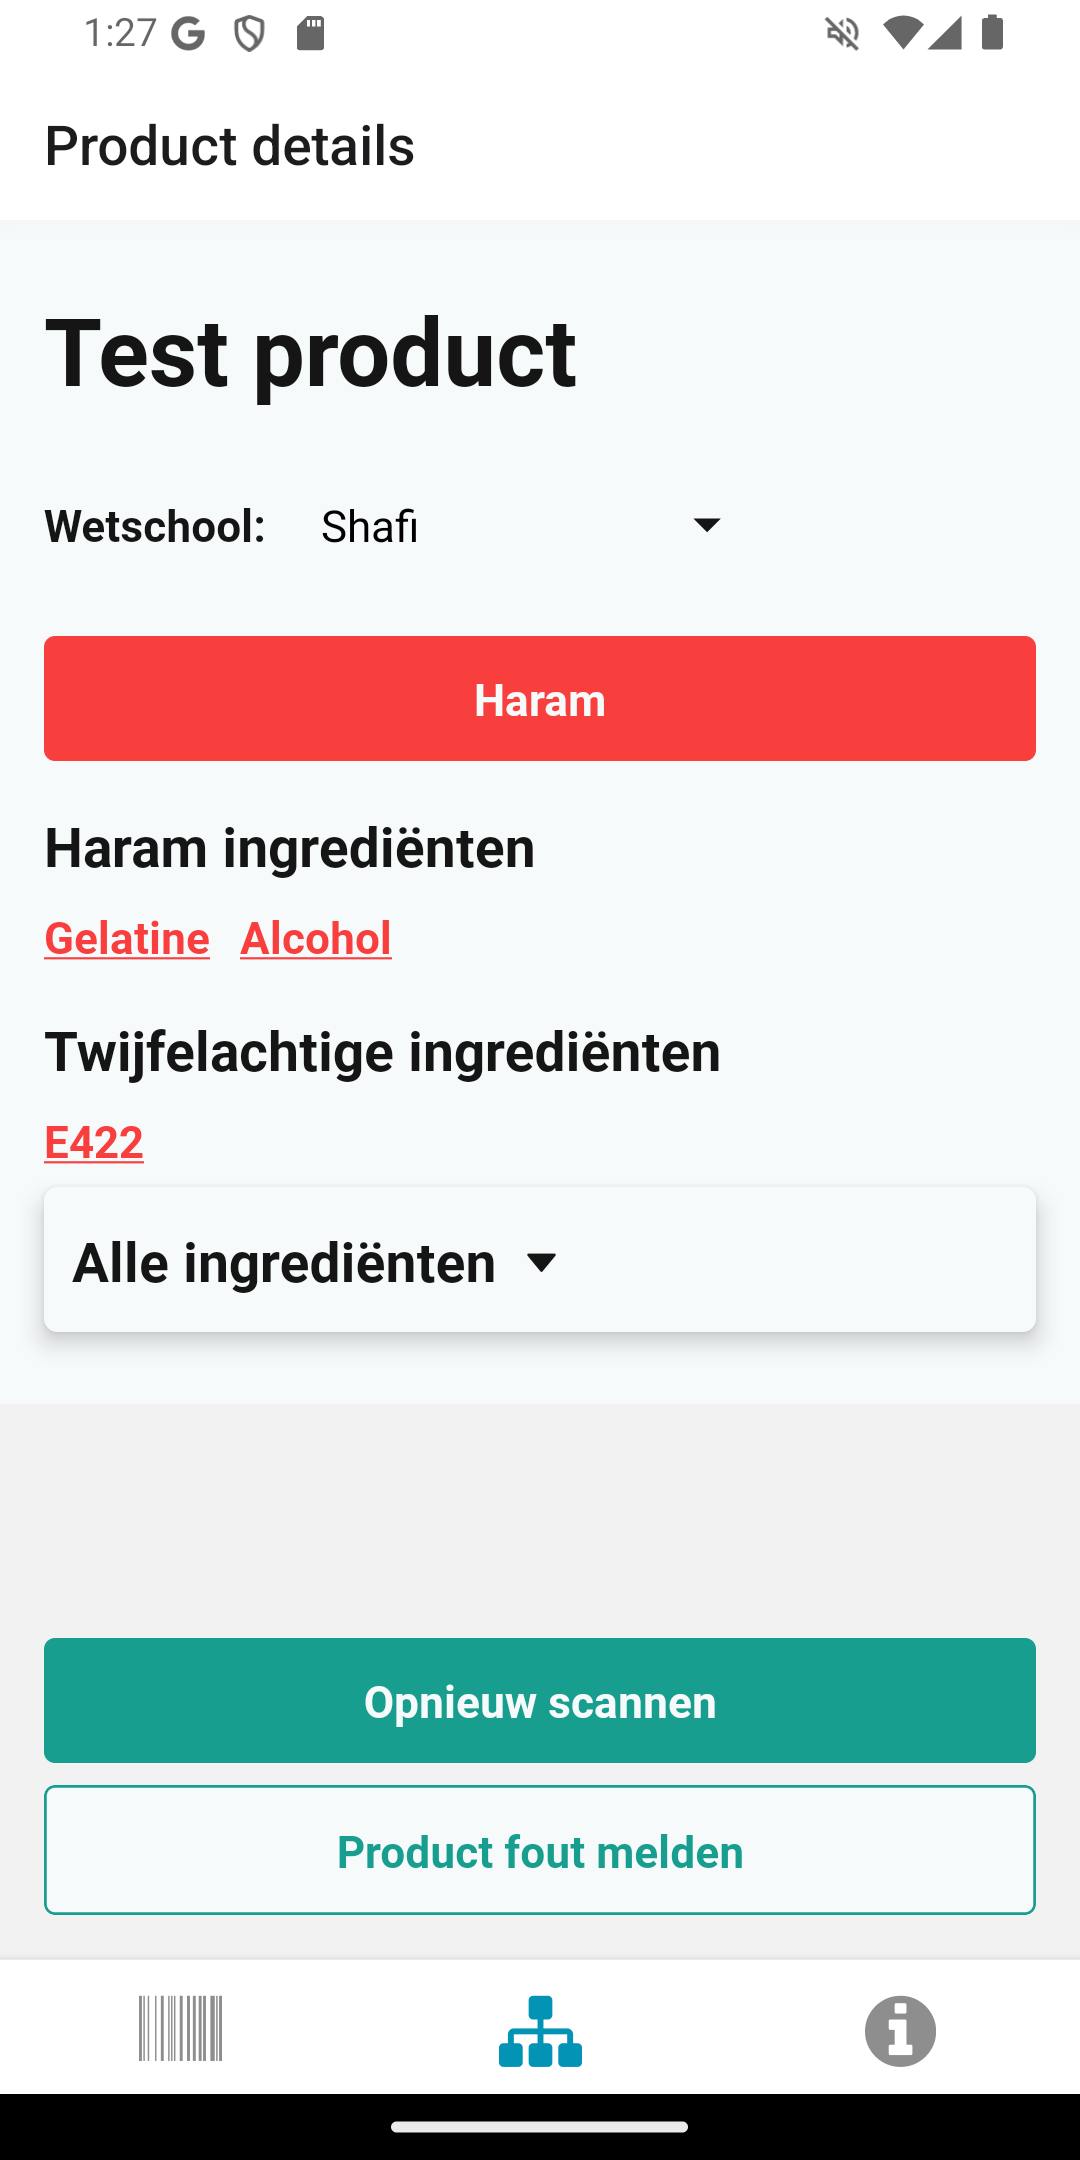 1:27
Product details
Test product
Wetschool: Shafi
Haram
Haram ingrediënten
Gelatine Alcohol
Twijfelachtige ingrediënten
E422
Alle ingrediënten
Opnieuw scannen
Product fout melden